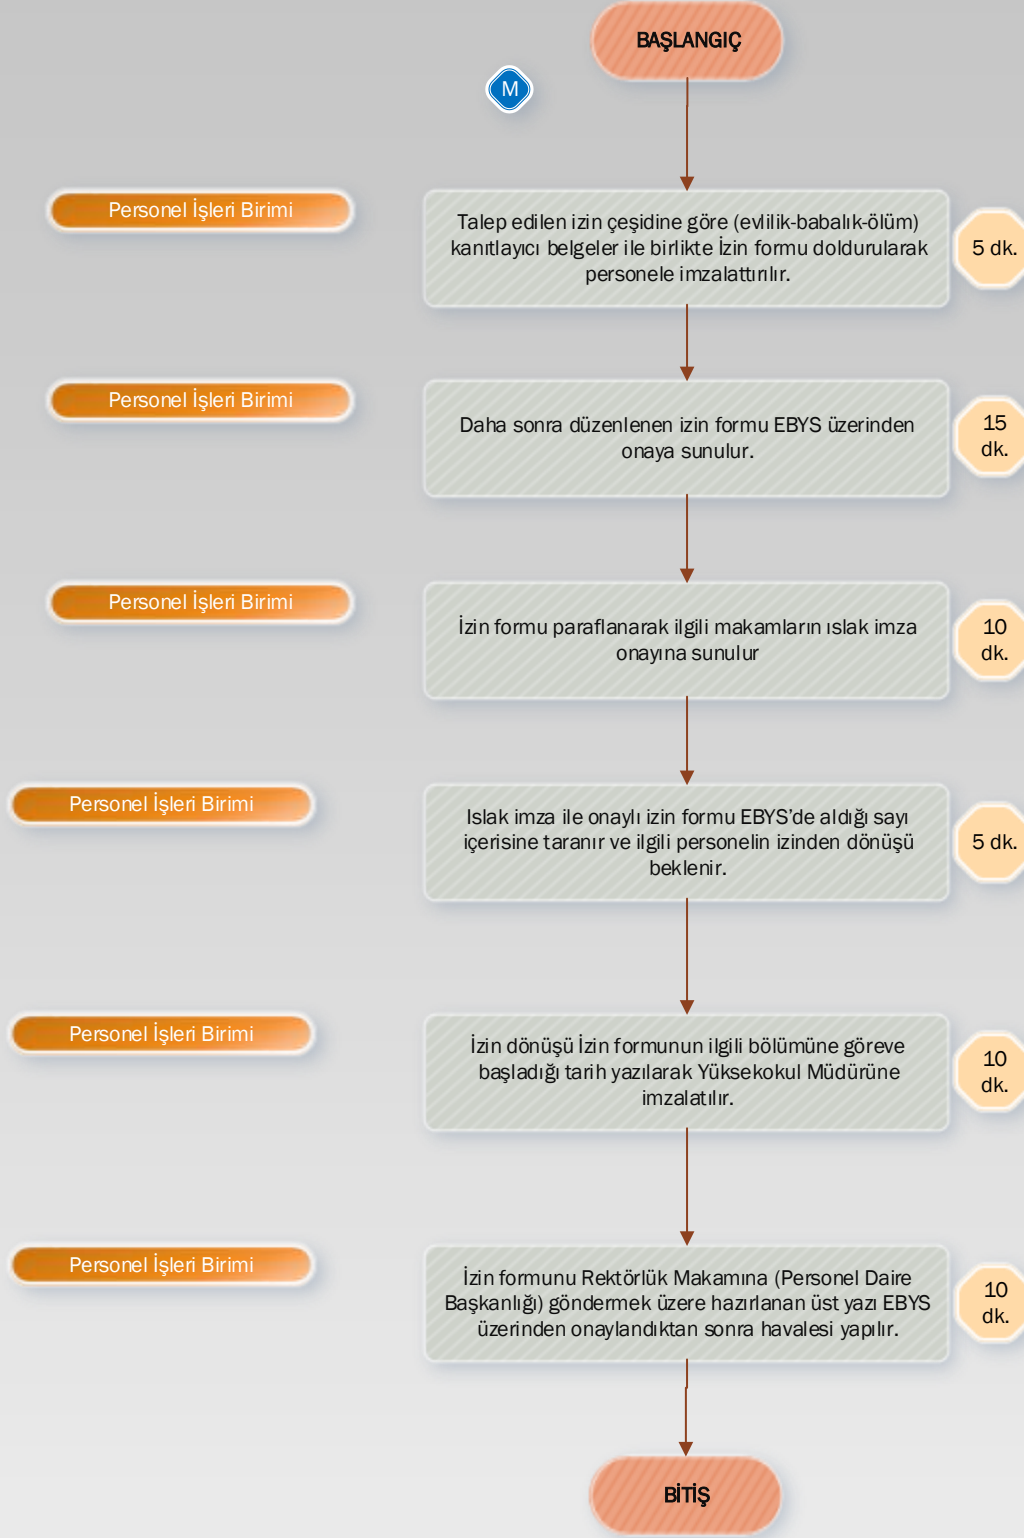 BAŞLANGIÇ
M
Personel İşleri Birimi
Talep edilen izin çeşidine göre (evlilik-babalık-ölüm)
kanıtlayıcı belgeler ile birlikte İzin formu doldurularak
personele imzalattırılır.
5 dk.
Personel İşleri Birimi
Daha sonra düzenlenen izin formu EBYS üzerinden
onaya sunulur.
15
dk.
Personel İşleri Birimi
İzin formu paraflanarak ilgili makamların ıslak imza
onayına sunulur
10
dk.
Personel İşleri Birimi
Islak imza ile onaylı izin formu EBYS’de aldığı sayı
içerisine taranır ve ilgili personelin izinden dönüşü
beklenir.
5 dk.
Personel İşleri Birimi
İzin dönüşü İzin formunun ilgili bölümüne göreve
başladığı tarih yazılarak Yüksekokul Müdürüne
imzalatılır.
10
dk.
Personel İşleri Birimi
İzin formunu Rektörlük Makamına (Personel Daire
Başkanlığı) göndermek üzere hazırlanan üst yazı EBYS
üzerinden onaylandıktan sonra havalesi yapılır.
10
dk.
BİTİŞ